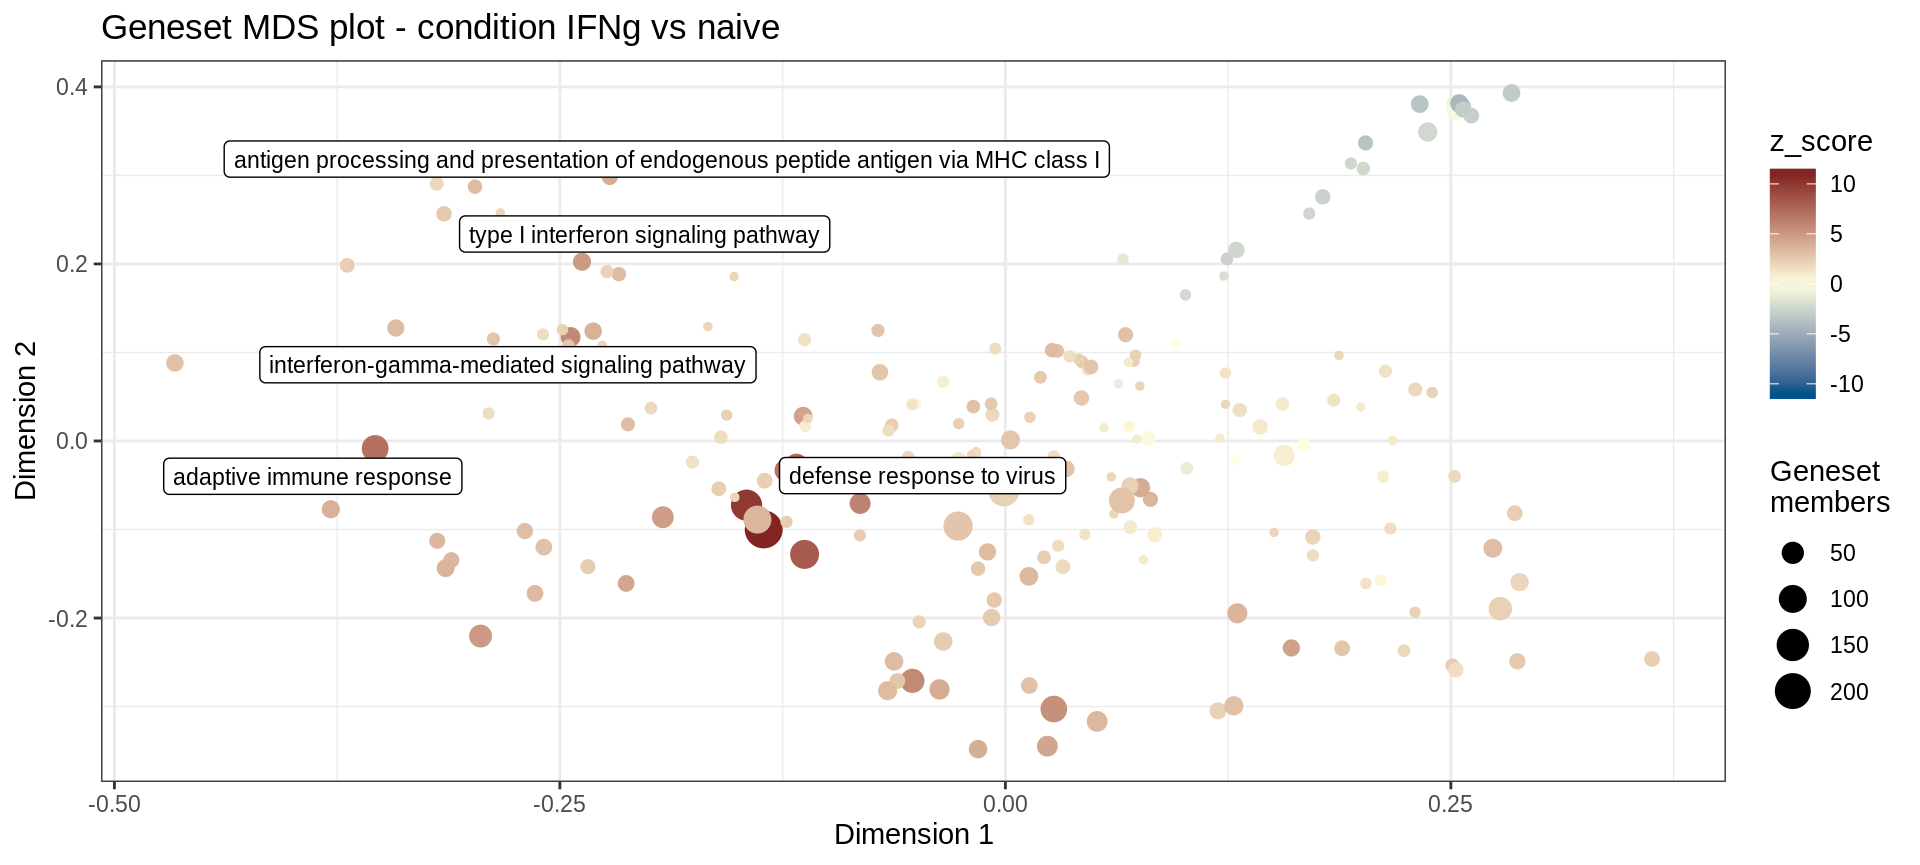 Geneset MDS plot - condition IFNg vs naive
Dimension 2
0.4
0.2
0.0
-0.2
antigen processing and presentation of endogenous peptide antigen via MHC class I
type I interferon signaling pathway
interferon-gamma-mediated signaling pathway
adaptive immune response
defense response to virus
-0.50
-0.25
0.00
0.25
Dimension 1
z_score
10
5
0
-5
-10
Geneset
members
50
100
150
200